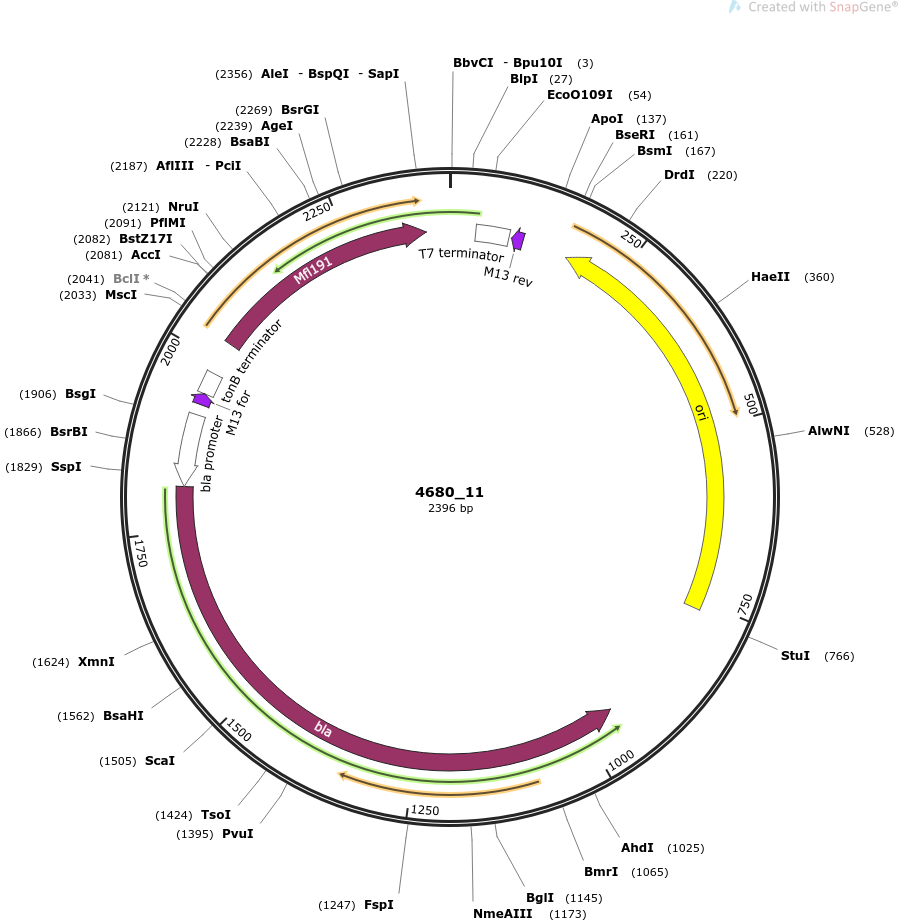 Created with SnapGene®
(2356) AleI - BspQI - SapI
BbvCI - Bpu10I (3)
BlpI (27)
EcoO109I (54)
(2269) BsrGI
(2239) AgeI
(2228) BsaBI
ApoI (137)
BseRI (161)
BsmI (167)
(2187) AflIII - PciI
DrdI (220)
(2121) NruI
(2091) PflMI
(2082) BstZ17I
(2081) AccI
(2041) BclI *
(2033) MscI
2250
250
T7 terminator
M13 rev
Mfl191
HaeII (360)
2000
tonB terminator
M13 for
bla promoter
(1906) BsgI
(1866) BsrBI
(1829) SspI
500
ori
AlwNI (528)
4680_11
2396 bp
1750
750
StuI (766)
(1624) XmnI
(1562) BsaHI
(1505) ScaI
1500
bla
1000
(1424) TsoI
(1395) PvuI
1250
AhdI (1025)
BmrI (1065)
(1247) FspI
BglI (1145)
NmeAIII (1173)